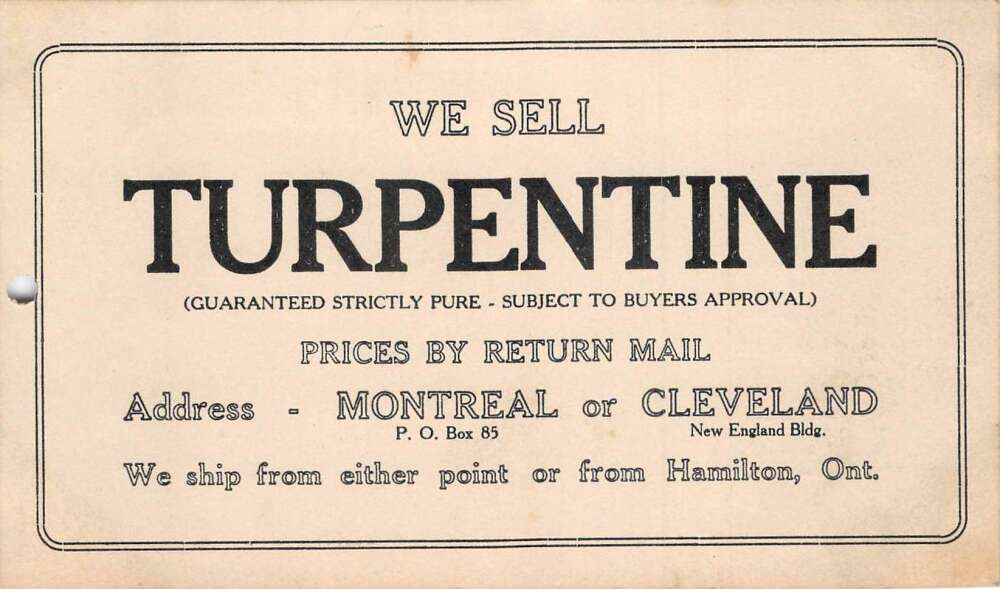 WE SELL
TURPENTINE
(GUARANTEED STRICTLY PURE - SUBJECT TO BUYERS APPROVAL)
PRICES BY RETURN MAIL
Address - MONTREAL or CLEVELAND
P. O. Box 85 New England Bldg.
We ship from either point or from Hamilton, Ont.